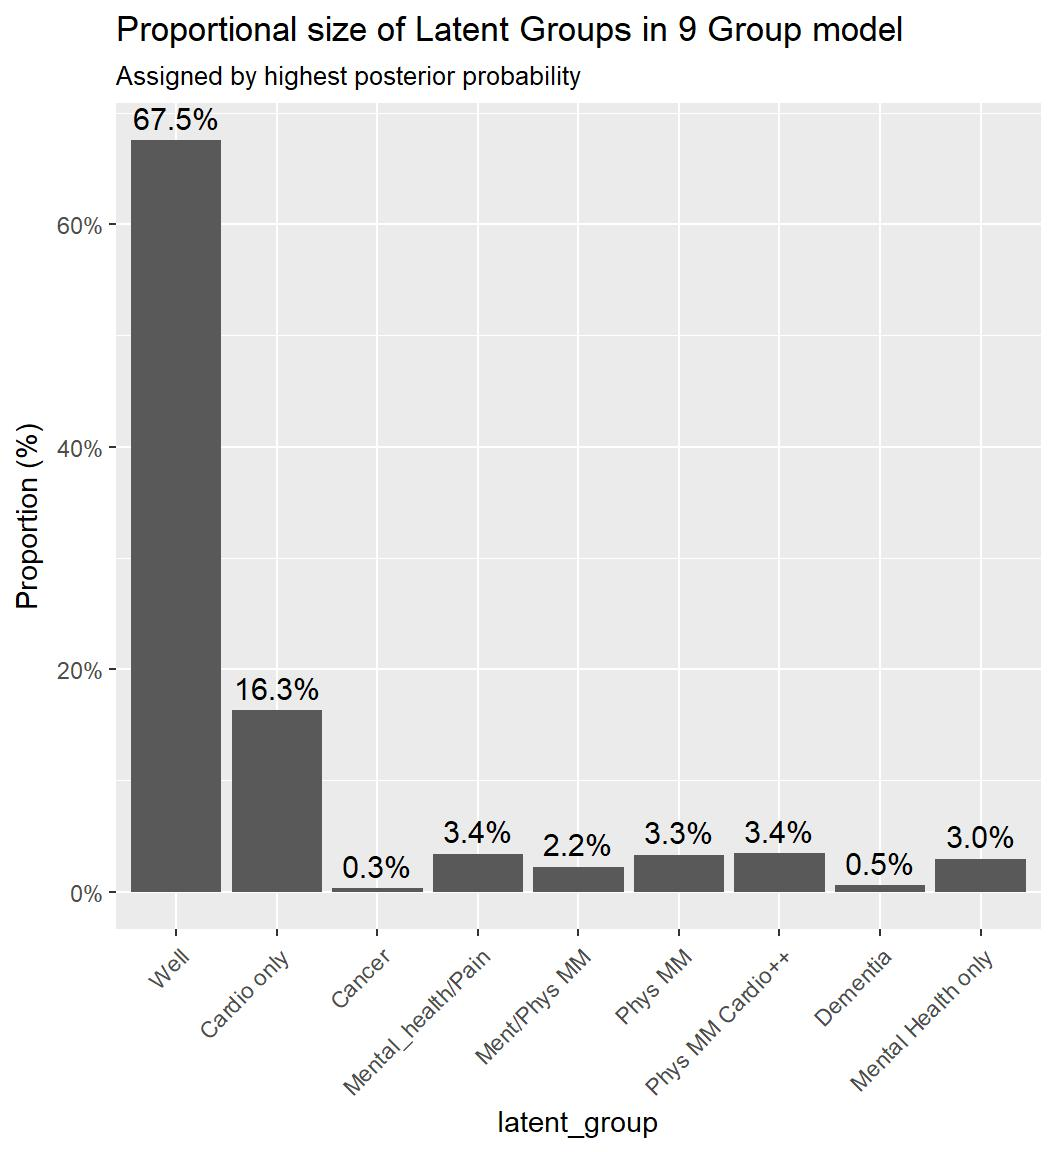 Proportional size of Latent Groups in 9 Group model
Assigned by highest posterior probability
Proportion (%)
60%
40%
20%
0%
67.5%
16.3%
0.3%
3.4%
2.2%
3.3%
3.4%
0.5%
3.0%
Well
Cardio only
Cancer
Mental_health/Pain
Ment/Phys MM
Phys MM
Phys MM Cardio++
Dementia
Mental Health only
latent_group